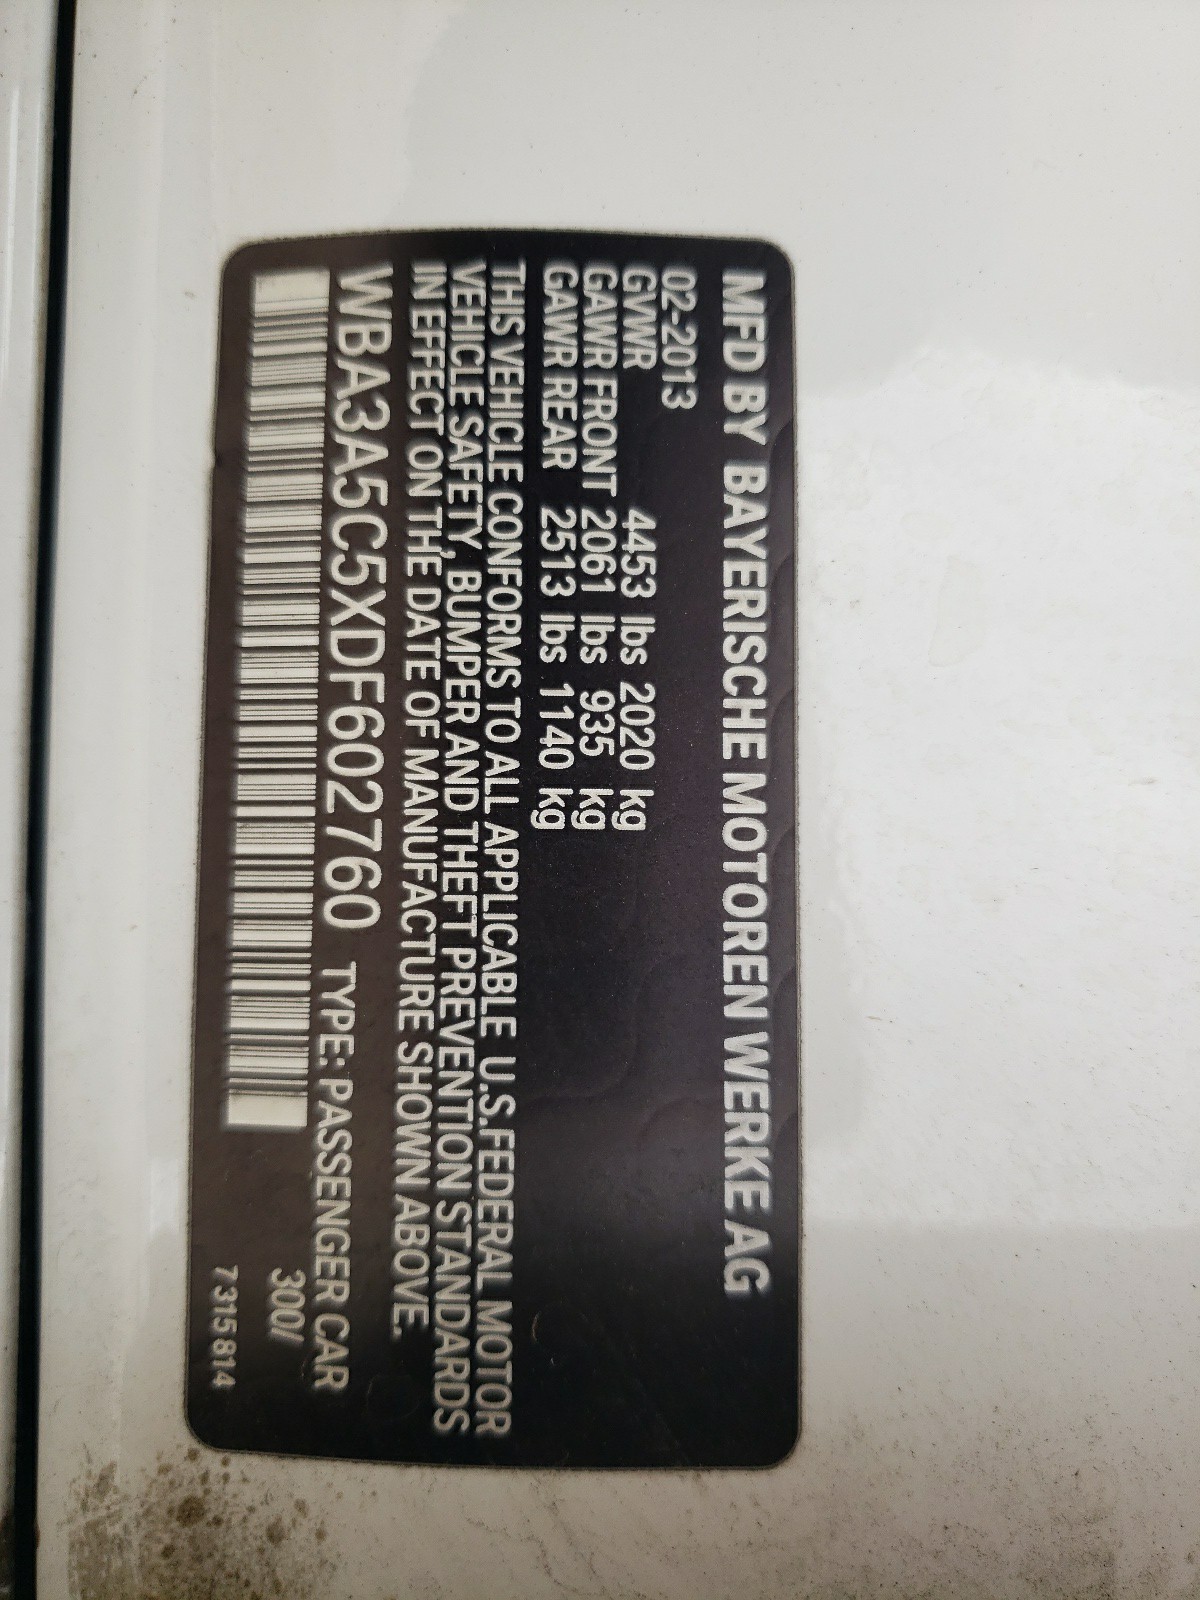 MFD BY BAYERISCHE MOTOREN WERKE AG
02-2013
GVWR 4453 lbs 2020 kg
GAWR FRONT 2061 lbs 935 kg
GAWR REAR 2513 lbs 1140 kg
THIS VEHICLE CONFORMS TO ALL APPLICABLE U.S.FEDERAL MOTOR
VEHICLE SAFETY, BUMPER AND THEFT PREVENTION STANDARDS
IN EFFECT ON THE DATE OF MANUFACTURE SHOWN ABOVE.
WBA3A5C5XDF602760 TYPE: PASSENGER CAR
300/
7315814